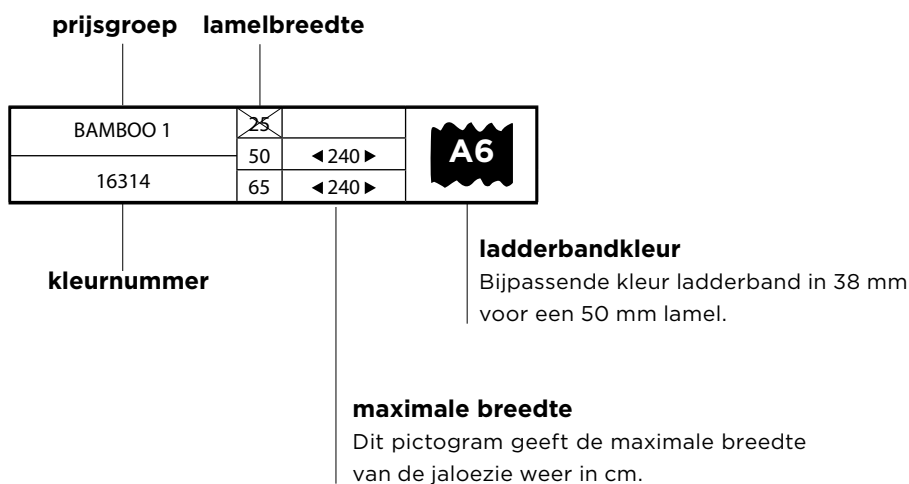 prijsgroep lamelbreedte
BAMBOO 1
16314
25
50 ◀240▶
65 ◀240▶
A6
kleurnummer
ladderbandkleur
Bijpassende kleur ladderband in 38 mm
voor een 50 mm lamel.
maximale breedte
Dit pictogram geeft de maximale breedte
van de jaloezie weer in cm.